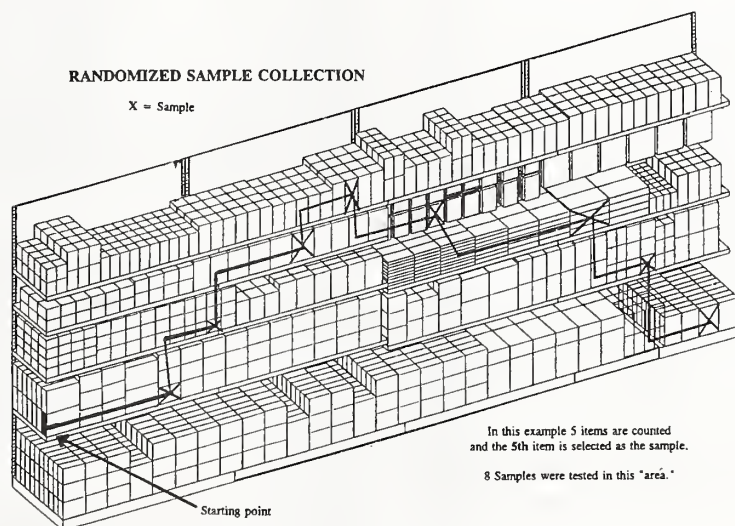 RANDOMIZED SAMPLE COLLECTION
X = Sample
In this example 5 items are counted
and the 5th item is selected as the sample.
8 Samples were tested in this "area."
Starting point